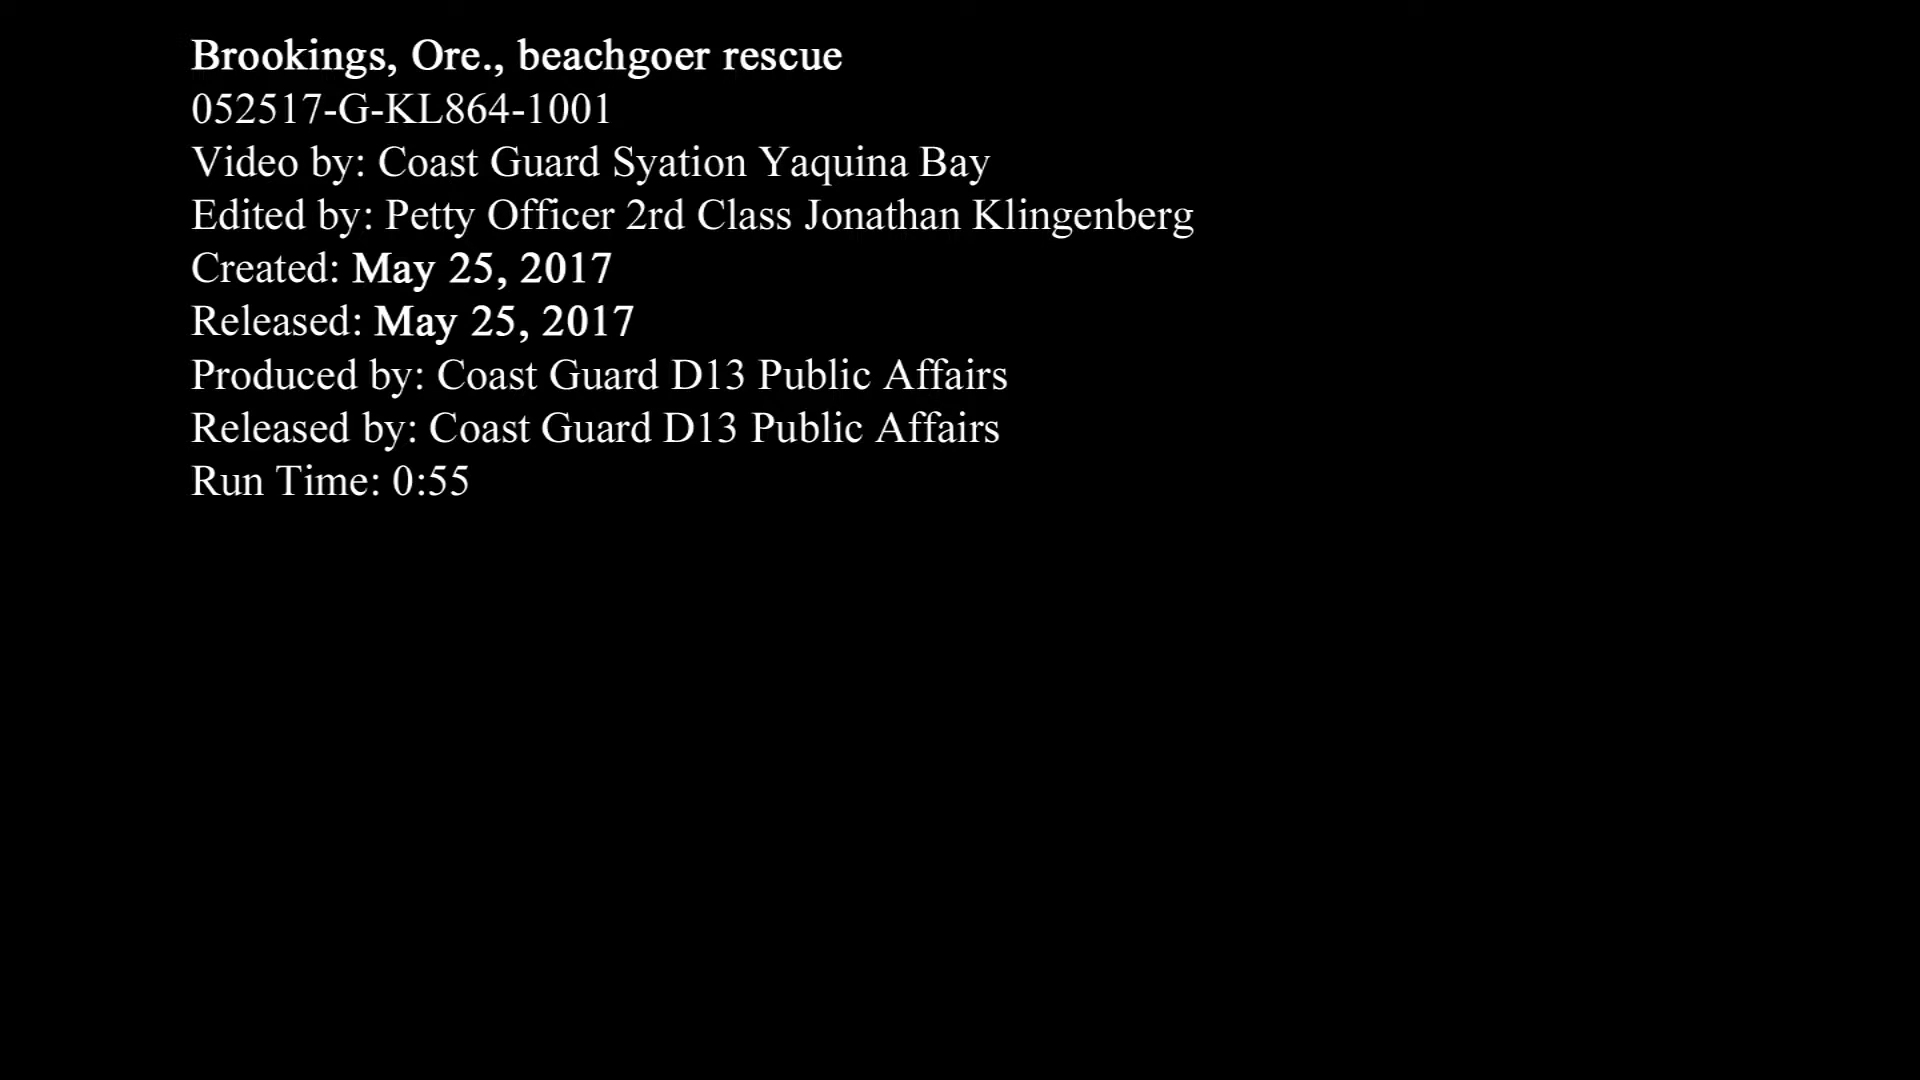 Brookings, Ore., beachgoer rescue
052517-G-KL864-1001
Video by: Coast Guard Syation Yaquina Bay
Edited by: Petty Officer 2rd Class Jonathan Klingenberg
Created: May 25, 2017
Released: May 25, 2017
Produced by: Coast Guard D13 Public Affairs
Released by: Coast Guard D13 Public Affairs
Run Time: 0:55